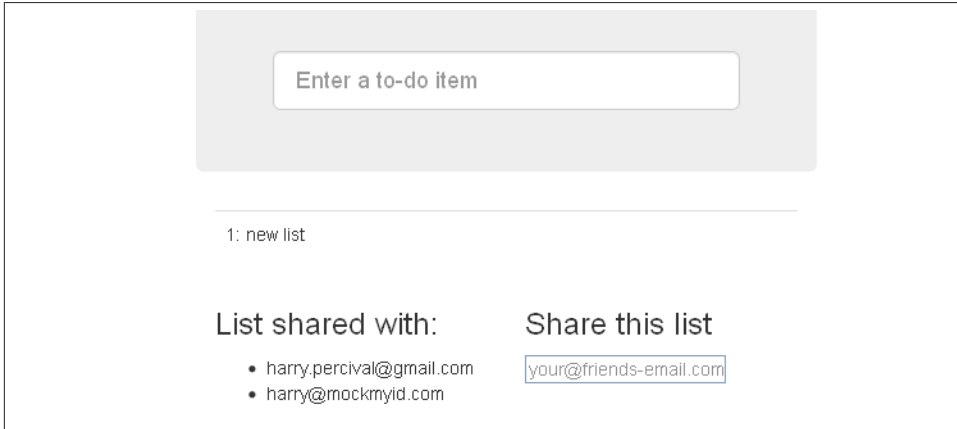 Enter a to-do item
1: new list
List shared with:
• harry.percival@gmail.com
• harry@mockmyid.com
Share this list
your@friends-email.com